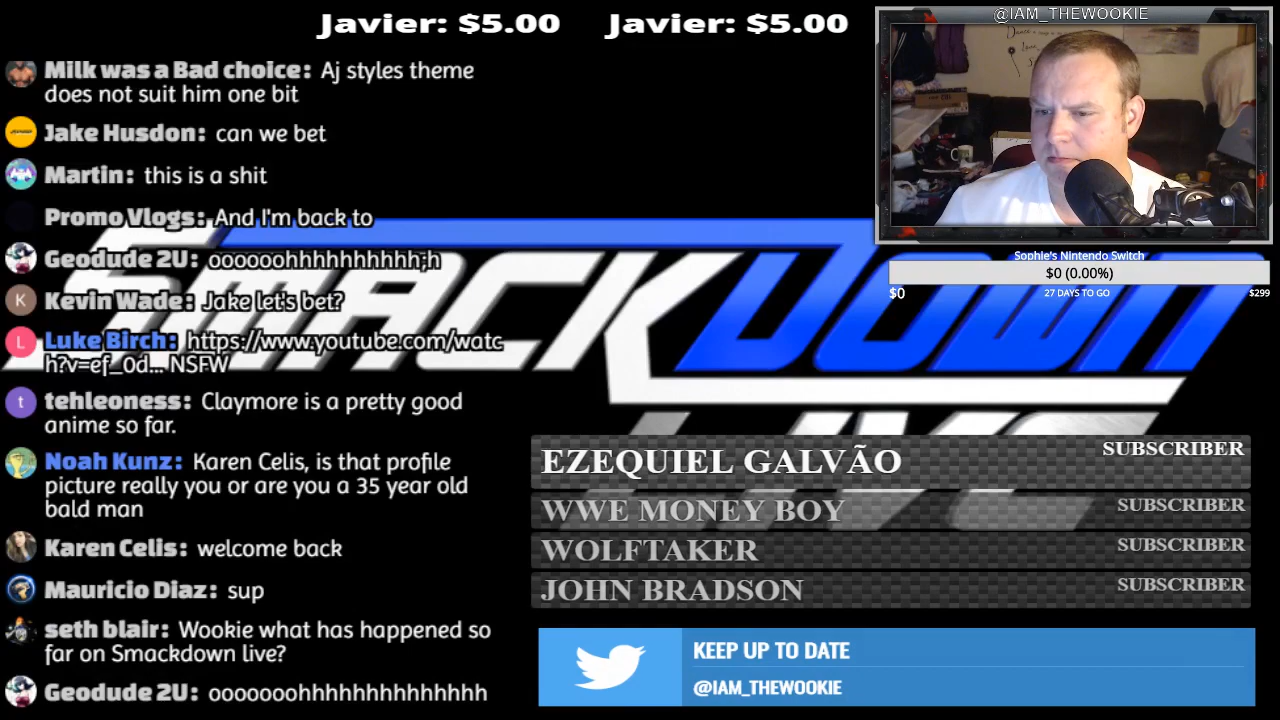 Javier: $5.00 Javier: $5.00
@IAM_THEWOOKIE
Milk was a Bad choice: Aj styles theme
does not suit him one bit
Jake Husdon: can we bet
Martin: this is a shit
Promo Vlogs: And I'm back to
Geodude 2U: oooooohhhhhhhhhh;h
K Kevin Wade: Jake let's bet?
L Luke Birch: https://www.youtube.com/watc
h?v=ef_0d... NSFW
t tehleoness: Claymore is a pretty good
anime so far.
Noah Kunz: Karen Celis, is that profile
picture really you or are you a 35 year old
bald man
Karen Celis: welcome back
Mauricio Diaz: sup
seth blair: Wookie what has happened so
far on Smackdown live?
Geodude 2U: ooooooohhhhhhhhhhhhhh
SMACKDOWN
LIVE
Sophie's Nintendo Switch
$0 (0.00%)
$0 27 DAYS TO GO $299
EZEQUIEL GALVÃO SUBSCRIBER
WWE MONEY BOY SUBSCRIBER
WOLFTAKER SUBSCRIBER
JOHN BRADSON SUBSCRIBER
KEEP UP TO DATE
@IAM_THEWOOKIE